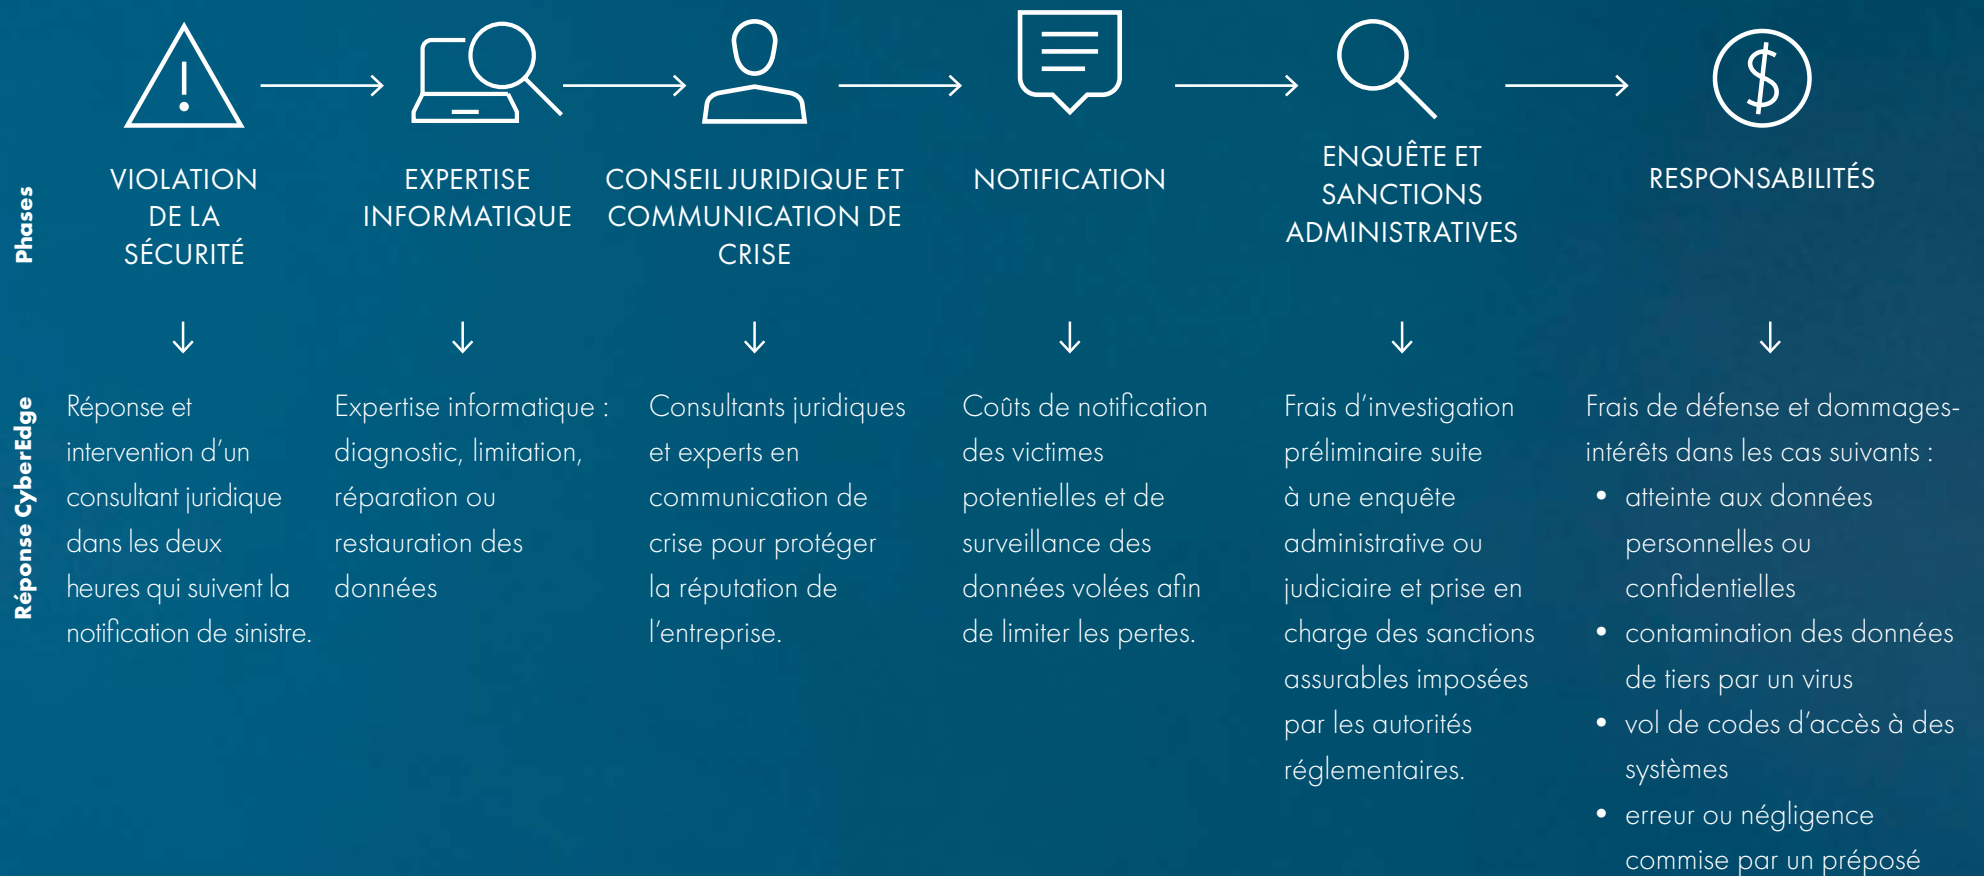 Phases
VIOLATION
DE LA
SÉCURITÉ
EXPERTISE
INFORMATIQUE
CONSEIL JURIDIQUE ET
COMMUNICATION DE
CRISE
NOTIFICATION
ENQUÊTE ET
SANCTIONS
ADMINISTRATIVES
RESPONSABILITÉS
Réponse CyberEdge
Réponse et
intervention d’un
consultant juridique
dans les deux
heures qui suivent la
notification de sinistre.
Expertise informatique :
diagnostic, limitation,
réparation ou
restauration des
données
Consultants juridiques
et experts en
communication de
crise pour protéger
la réputation de
l’entreprise.
Coûts de notification
des victimes
potentielles et de
surveillance des
données volées afin
de limiter les pertes.
Frais d’investigation
préliminaire suite
à une enquête
administrative ou
judiciaire et prise en
charge des sanctions
assurables imposées
par les autorités
réglementaires.
Frais de défense et dommages-
intérêts dans les cas suivants :
• atteinte aux données
personnelles ou
confidentielles
• contamination des données
de tiers par un virus
• vol de codes d’accès à des
systèmes
• erreur ou négligence
commise par un préposé